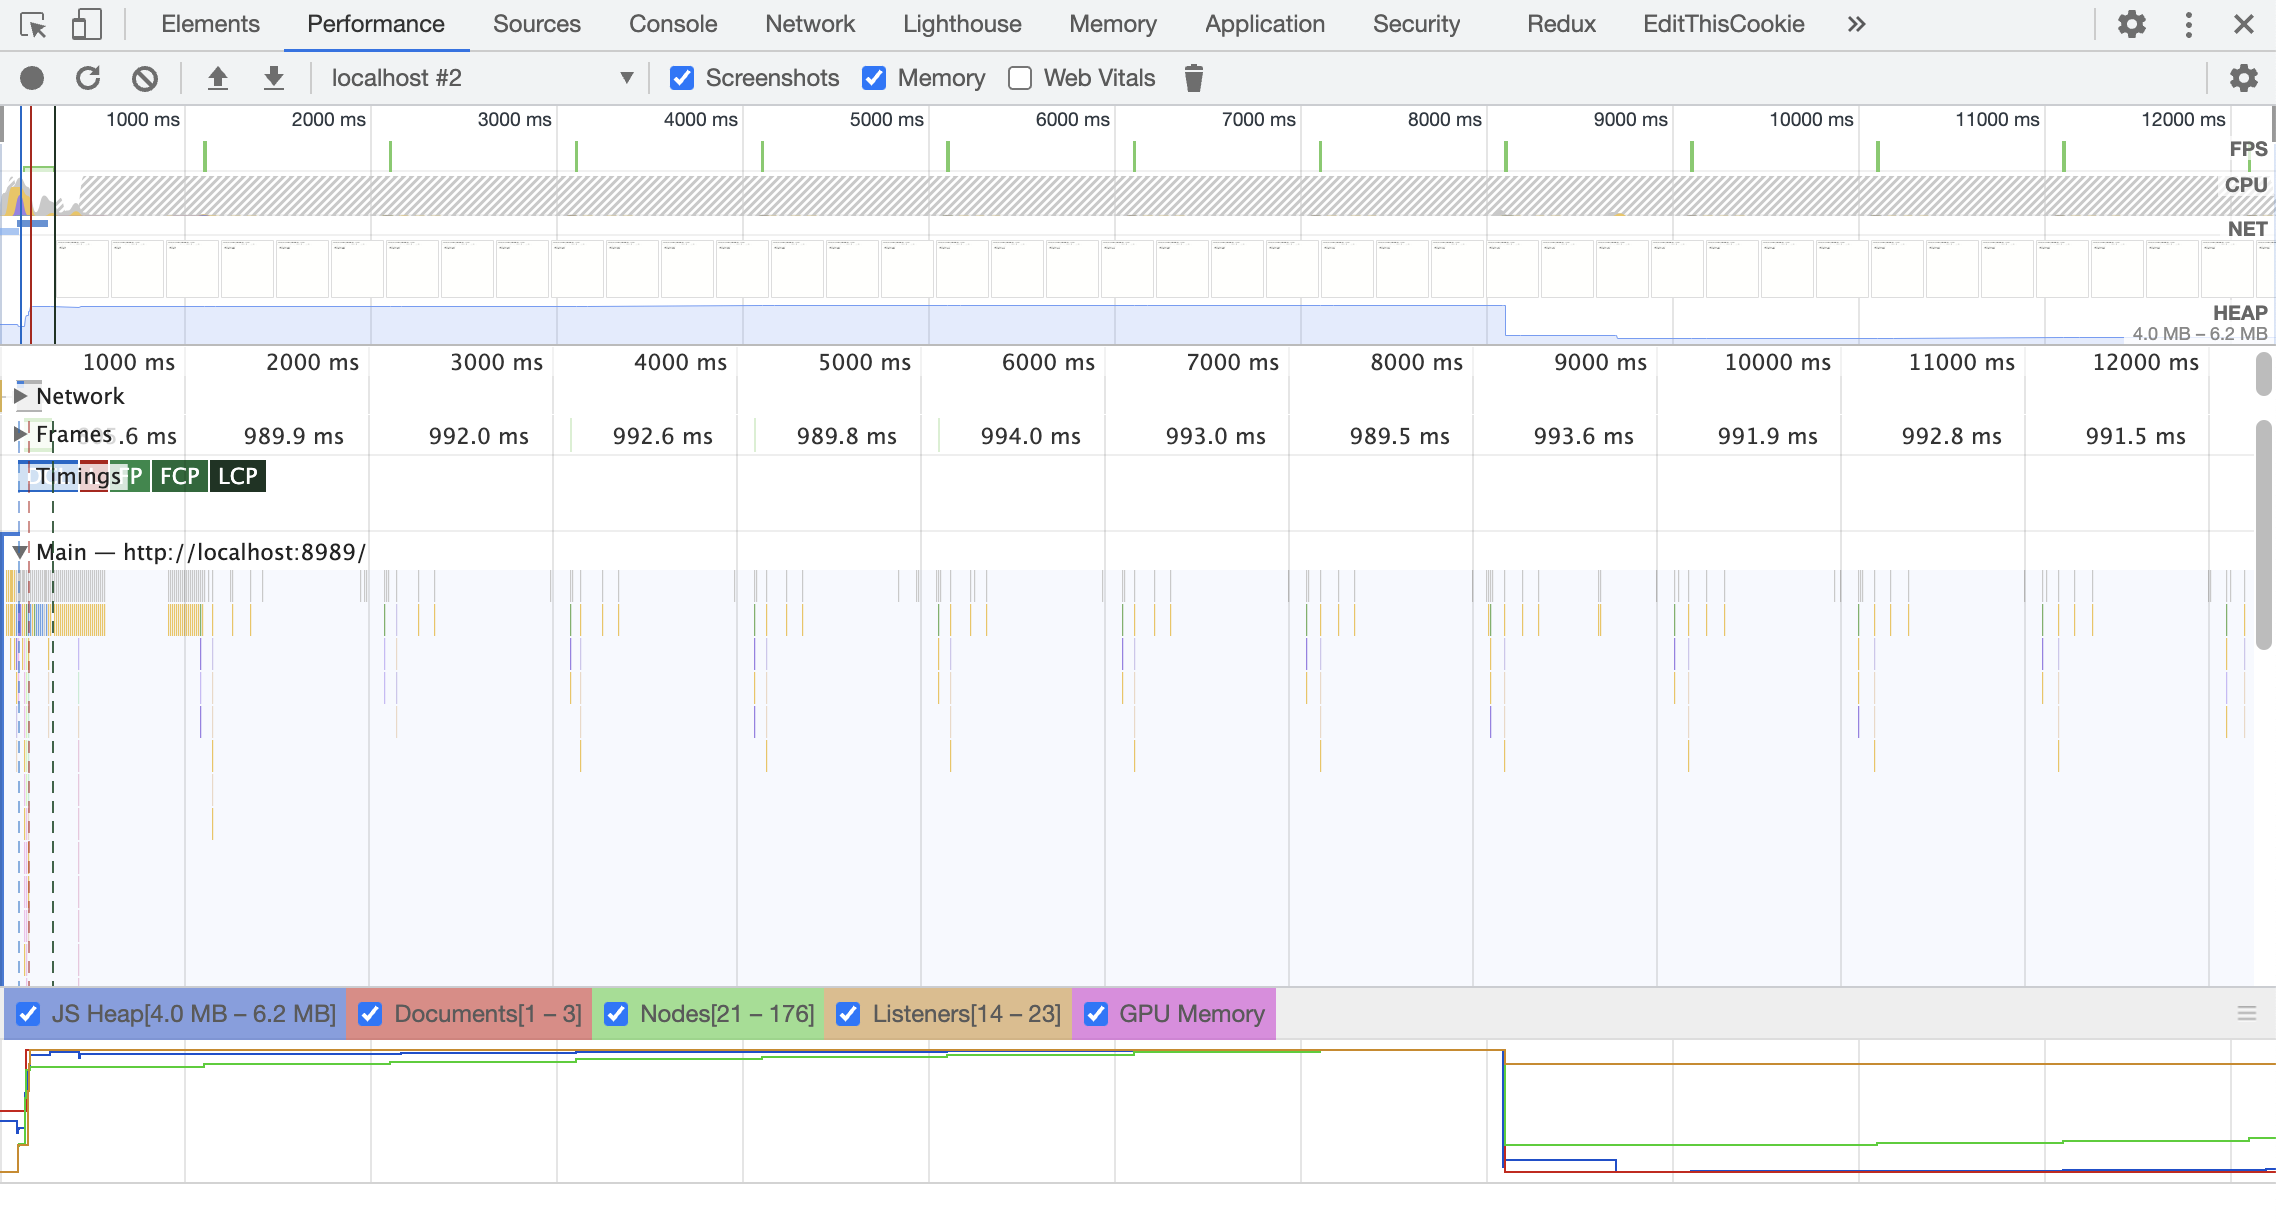 Elements Performance Sources Console Network Lighthouse Memory Application Security Redux EditThisCookie
localhost #2 Screenshots Memory Web Vitals
1000 ms 2000 ms 3000 ms 4000 ms 5000 ms 6000 ms 7000 ms 8000 ms 9000 ms 10000 ms 11000 ms 12000 ms
FPS
CPU
NET
HEAP
4.0 MB – 6.2 MB
1000 ms 2000 ms 3000 ms 4000 ms 5000 ms 6000 ms 7000 ms 8000 ms 9000 ms 10000 ms 11000 ms 12000 ms
Network
Frames .6 ms 989.9 ms 992.0 ms 992.6 ms 989.8 ms 994.0 ms 993.0 ms 989.5 ms 993.6 ms 991.9 ms 992.8 ms 991.5 ms
Timings FP FCP LCP
Main — http://localhost:8989/
JS Heap[4.0 MB – 6.2 MB] Documents[1 – 3] Nodes[21 – 176] Listeners[14 – 23] GPU Memory